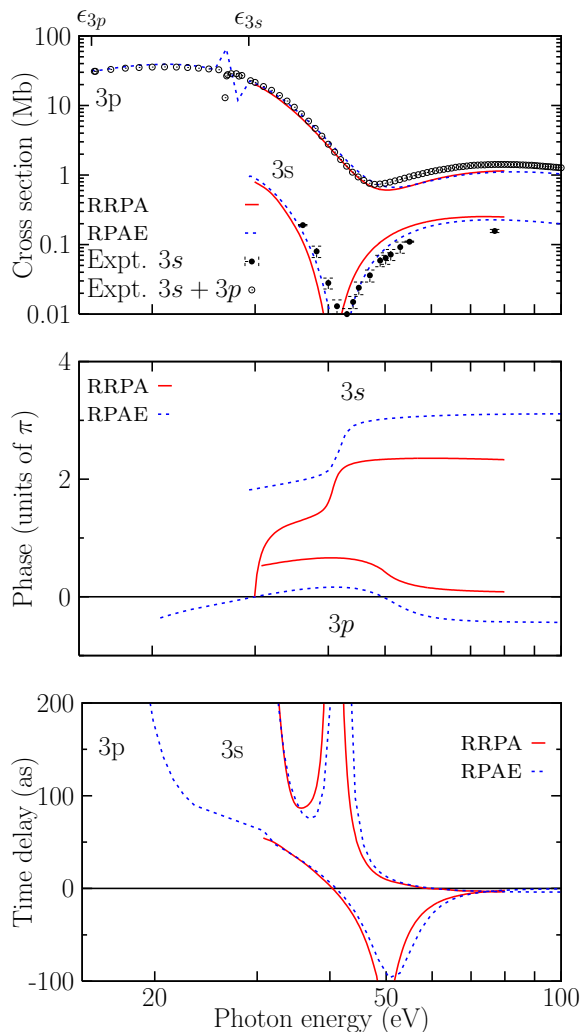 ϵ3p ϵ3s
100
10
1
0.1
0.01
Cross section (Mb)
3p
3s
RRPA
RPAE
Expt. 3s
Expt. 3s + 3p
4
2
0
Phase (units of π)
RRPA
RPAE
3s
3p
200
100
0
-100
Time delay (as)
3p
3s
RRPA
RPAE
20 50 100
Photon energy (eV)